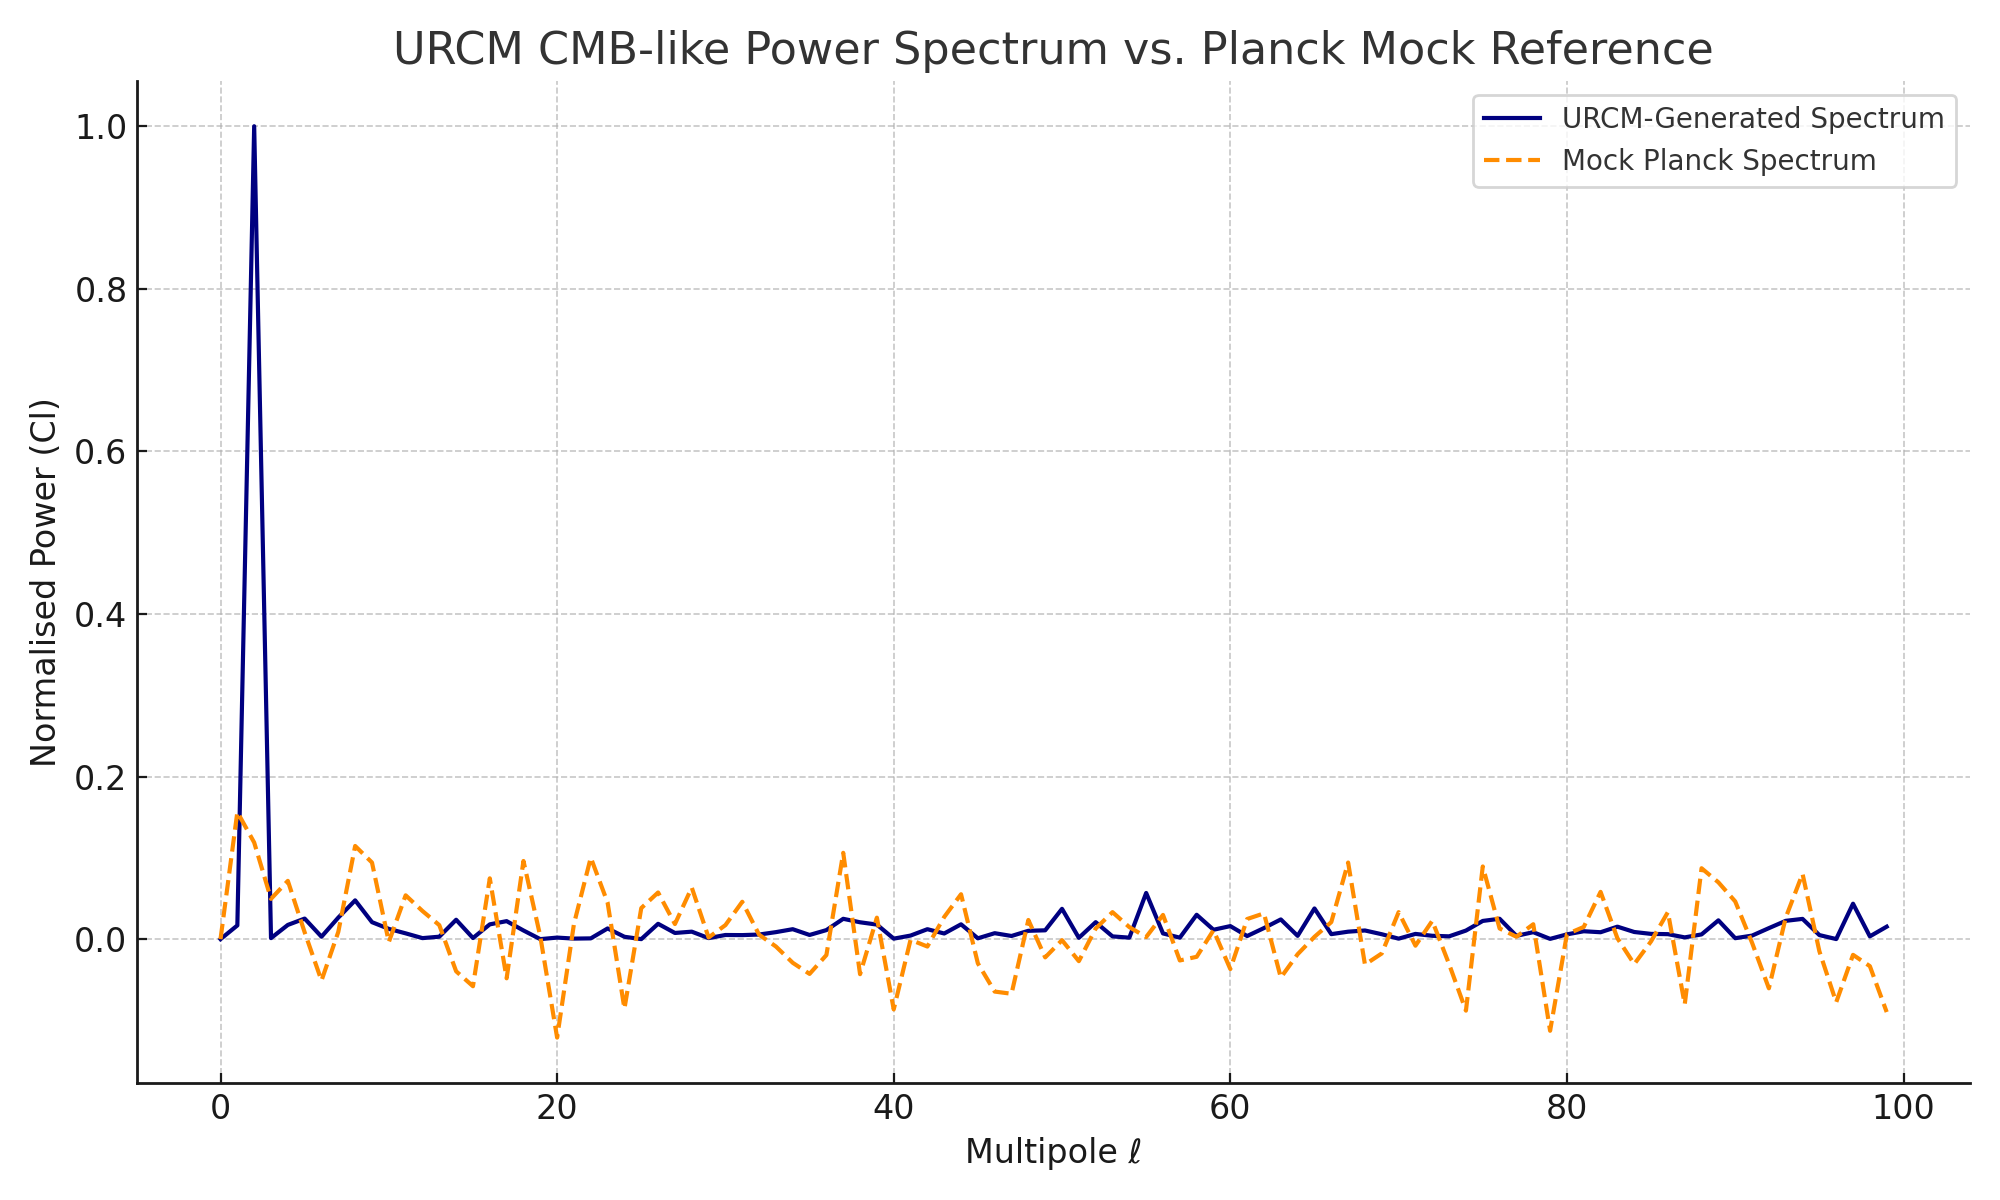 URCM CMB-like Power Spectrum vs. Planck Mock Reference
URCM-Generated Spectrum
Mock Planck Spectrum
Normalised Power (Cl)
1.0
0.8
0.6
0.4
0.2
0.0
0 20 40 60 80 100
Multipole ℓ